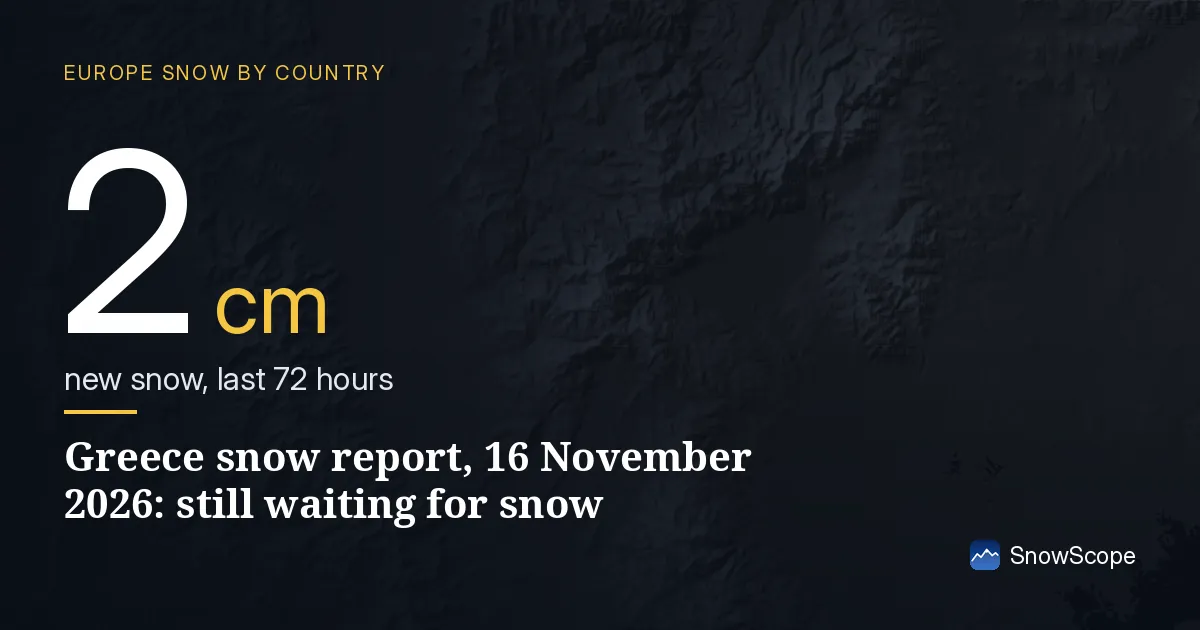 EUROPE SNOW BY COUNTRY
2 cm
new snow, last 72 hours
Greece snow report, 16 November
2026: still waiting for snow
SnowScope